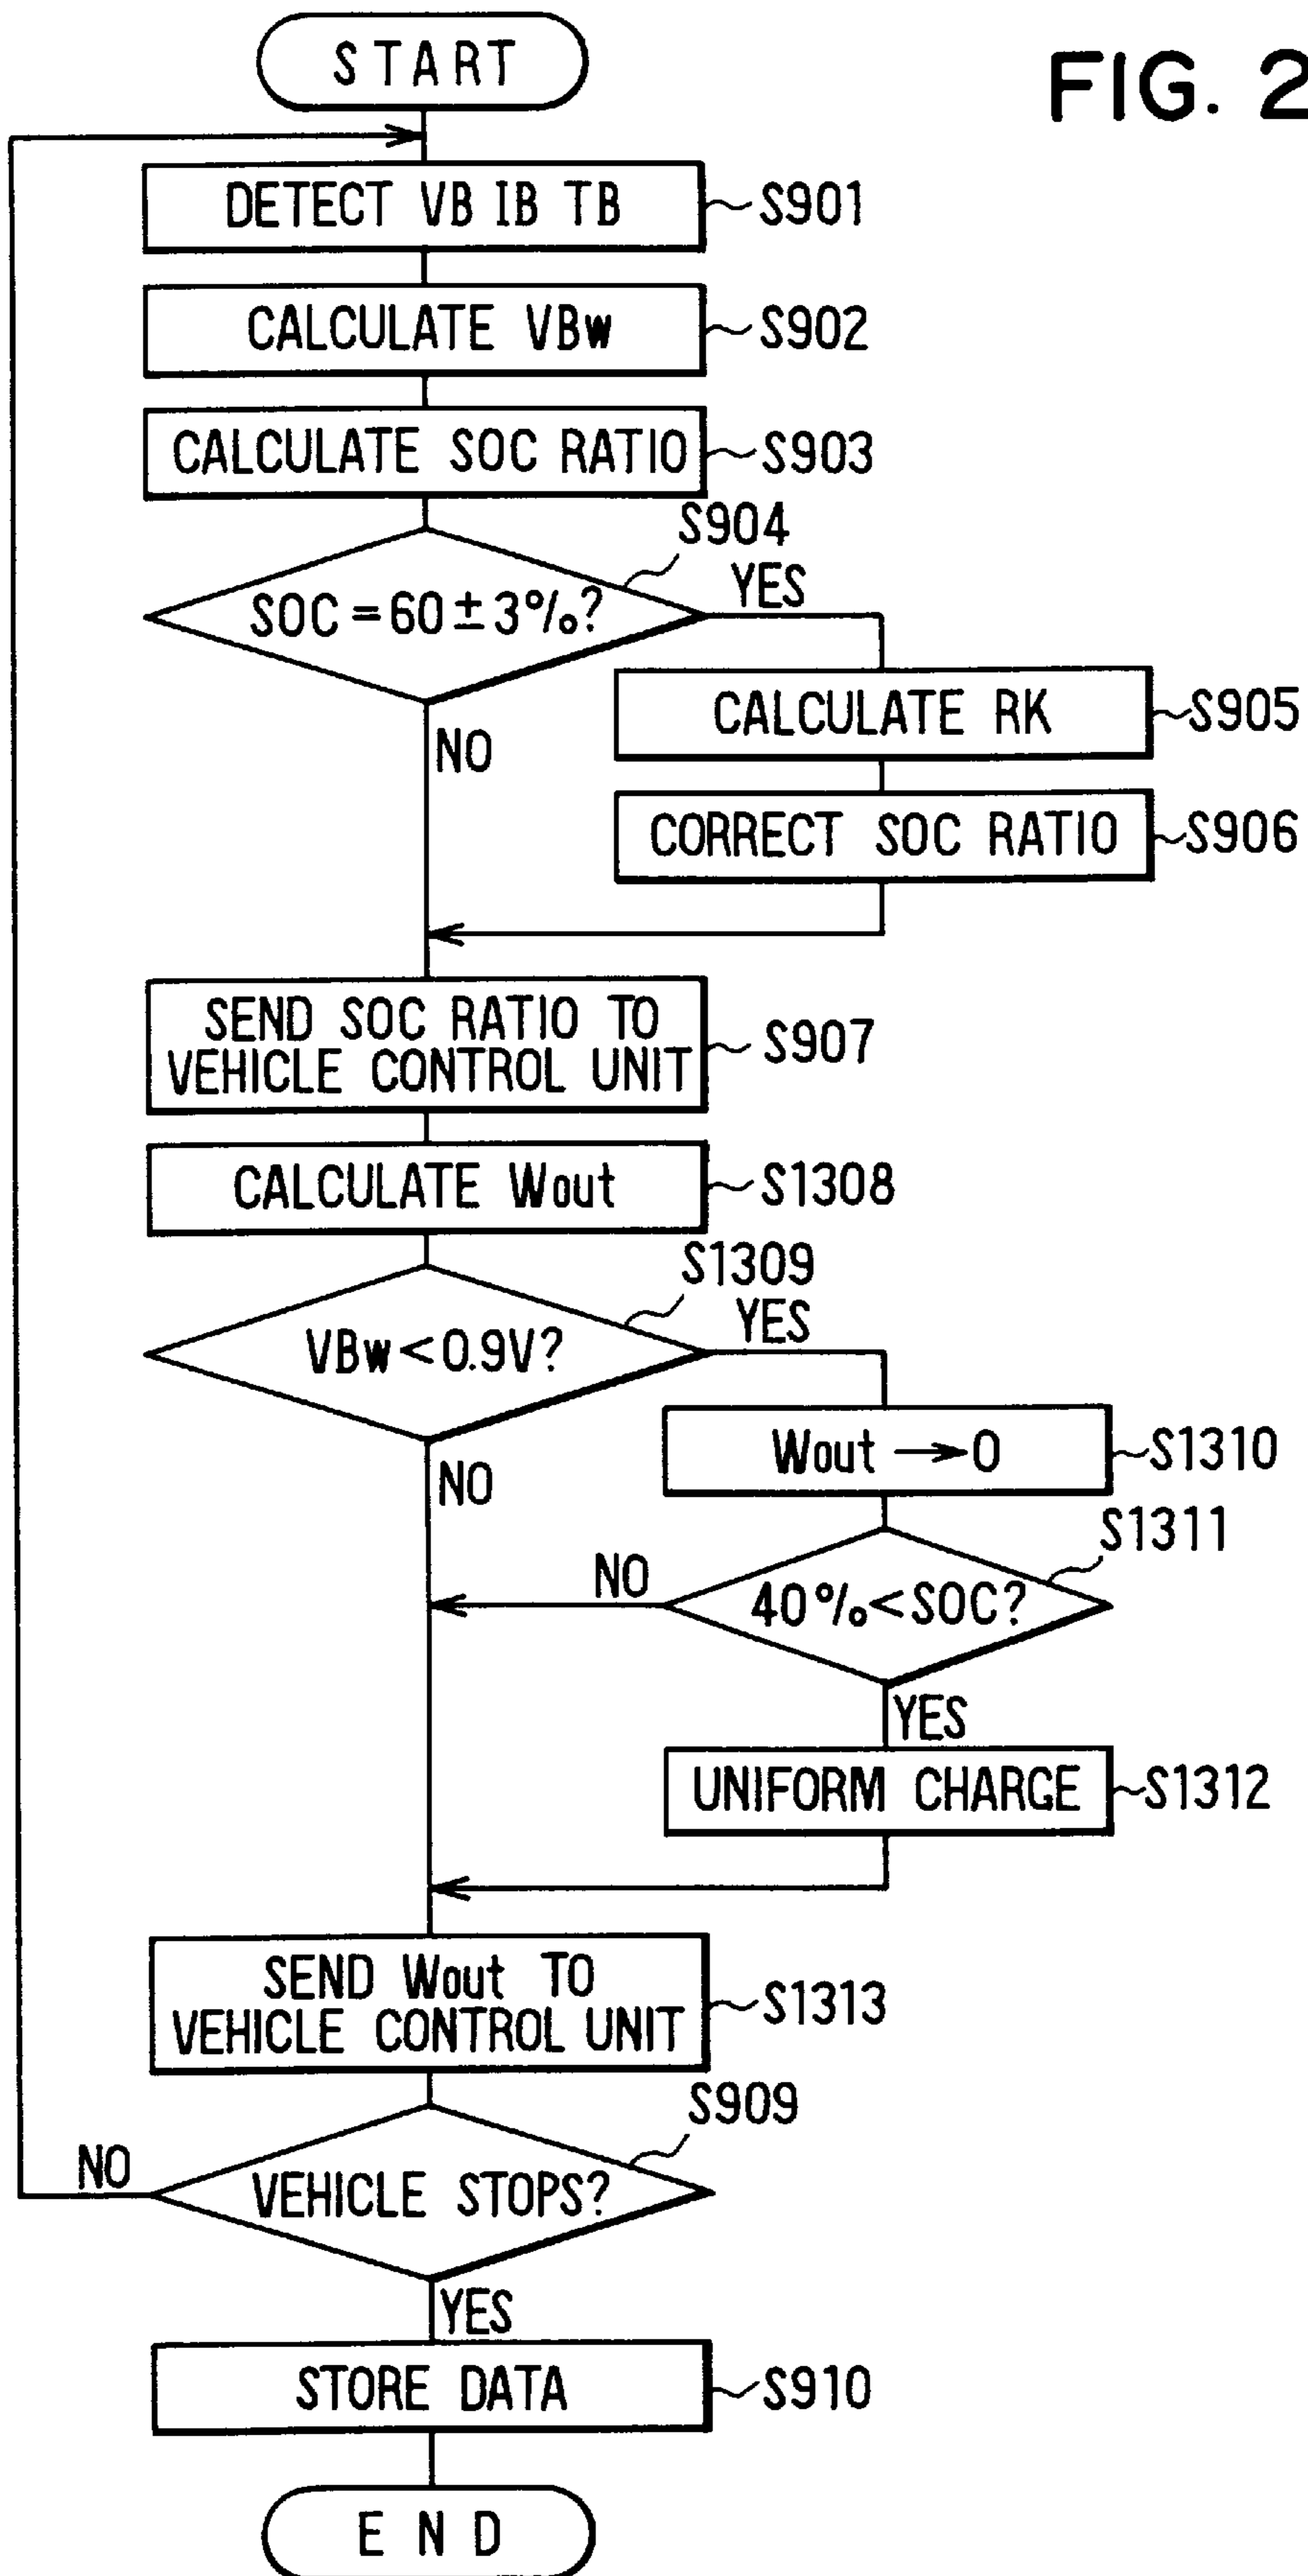 FIG. 2
START
DETECT VB IB TB
S901
CALCULATE VBw
S902
CALCULATE SOC RATIO
S903
S904
SOC = 60 ± 3%?
YES
NO
CALCULATE RK
S905
CORRECT SOC RATIO
S906
SEND SOC RATIO TO
VEHICLE CONTROL UNIT
S907
CALCULATE Wout
S1308
S1309
VBw < 0.9V?
YES
NO
Wout → 0
S1310
S1311
40% < SOC?
NO
YES
UNIFORM CHARGE
S1312
SEND Wout TO
VEHICLE CONTROL UNIT
S1313
S909
VEHICLE STOPS?
NO
YES
STORE DATA
S910
END